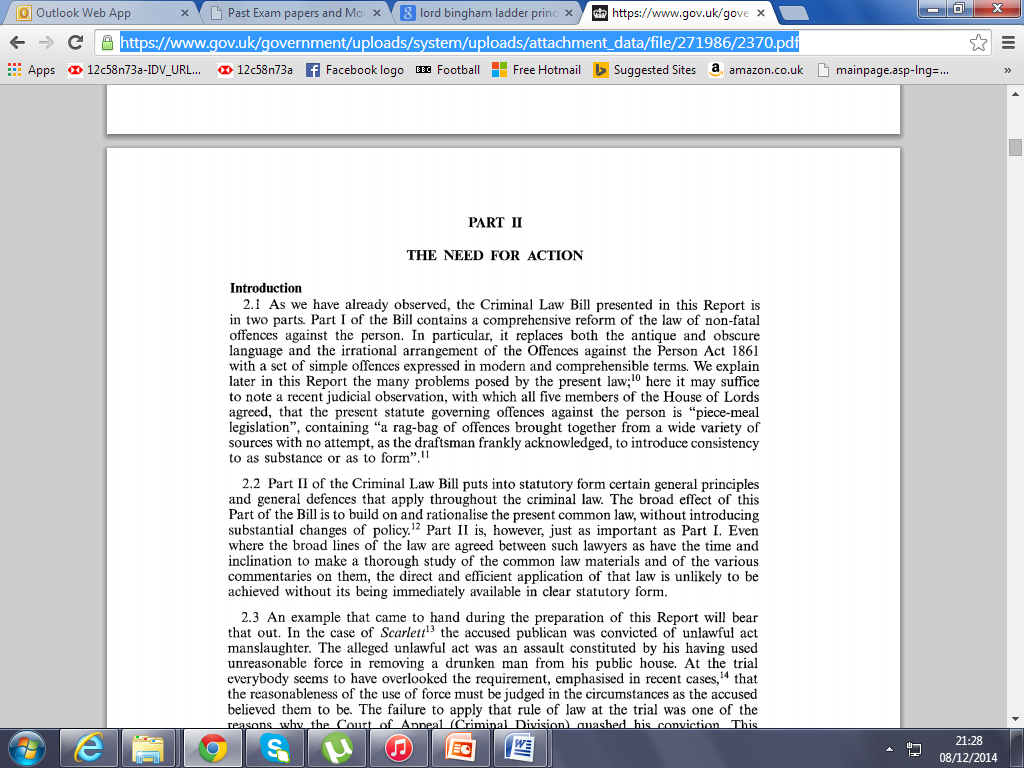 Outlook Web App
Past Exam papers and Mo
lord bingham ladder princ
https://www.gov.uk/gove
https://www.gov.uk/government/uploads/system/uploads/attachment_data/file/271986/2370.pdf
Apps
12c58n73a-IDV_URL...
12c58n73a
Facebook logo
BBC Football
Free Hotmail
Suggested Sites
amazon.co.uk
mainpage.asp-lng=...
»
PART II
THE NEED FOR ACTION
Introduction
2.1 As we have already observed, the Criminal Law Bill presented in this Report is
in two parts. Part I of the Bill contains a comprehensive reform of the law of non-fatal
offences against the person. In particular, it replaces both the antique and obscure
language and the irrational arrangement of the Offences against the Person Act 1861
with a set of simple offences expressed in modern and comprehensible terms. We explain
later in this Report the many problems posed by the present law;10 here it may suffice
to note a recent judicial observation, with which all five members of the House of Lords
agreed, that the present statute governing offences against the person is “piece-meal
legislation”, containing “a rag-bag of offences brought together from a wide variety of
sources with no attempt, as the draftsman frankly acknowledged, to introduce consistency
to as substance or as to form”.11
2.2 Part II of the Criminal Law Bill puts into statutory form certain general principles
and general defences that apply throughout the criminal law. The broad effect of this
Part of the Bill is to build on and rationalise the present common law, without introducing
substantial changes of policy.12 Part II is, however, just as important as Part I. Even
where the broad lines of the law are agreed between such lawyers as have the time and
inclination to make a thorough study of the common law materials and of the various
commentaries on them, the direct and efficient application of that law is unlikely to be
achieved without its being immediately available in clear statutory form.
2.3 An example that came to hand during the preparation of this Report will bear
that out. In the case of Scarlett13 the accused publican was convicted of unlawful act
manslaughter. The alleged unlawful act was an assault constituted by his having used
unreasonable force in removing a drunken man from his public house. At the trial
everybody seems to have overlooked the requirement, emphasised in recent cases,14 that
the reasonableness of the use of force must be judged in the circumstances as the accused
believed them to be. The failure to apply that rule of law at the trial was one of the
reasons why the Court of Appeal (Criminal Division) quashed his conviction. This
21:28
08/12/2014